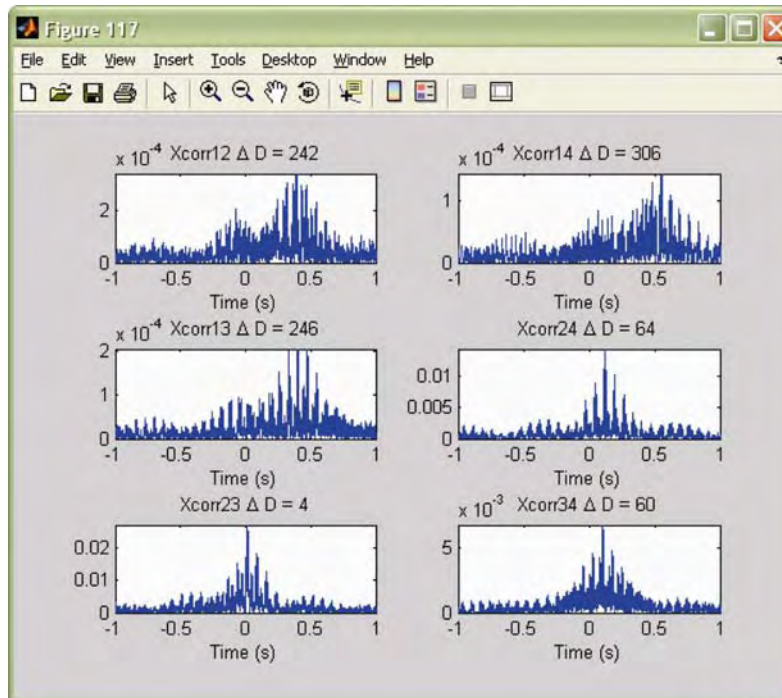 Figure 117
File Edit View Insert Tools Desktop Window Help
x 10^-4 Xcorr12 Δ D = 242
2
0
-1 -0.5 0 0.5 1
Time (s)
x 10^-4 Xcorr14 Δ D = 306
1
0
-1 -0.5 0 0.5 1
Time (s)
x 10^-4 Xcorr13 Δ D = 246
2
1
0
-1 -0.5 0 0.5 1
Time (s)
Xcorr24 Δ D = 64
0.01
0.005
0
-1 -0.5 0 0.5 1
Time (s)
Xcorr23 Δ D = 4
0.02
0.01
0
-1 -0.5 0 0.5 1
Time (s)
x 10^-3 Xcorr34 Δ D = 60
5
0
-1 -0.5 0 0.5 1
Time (s)